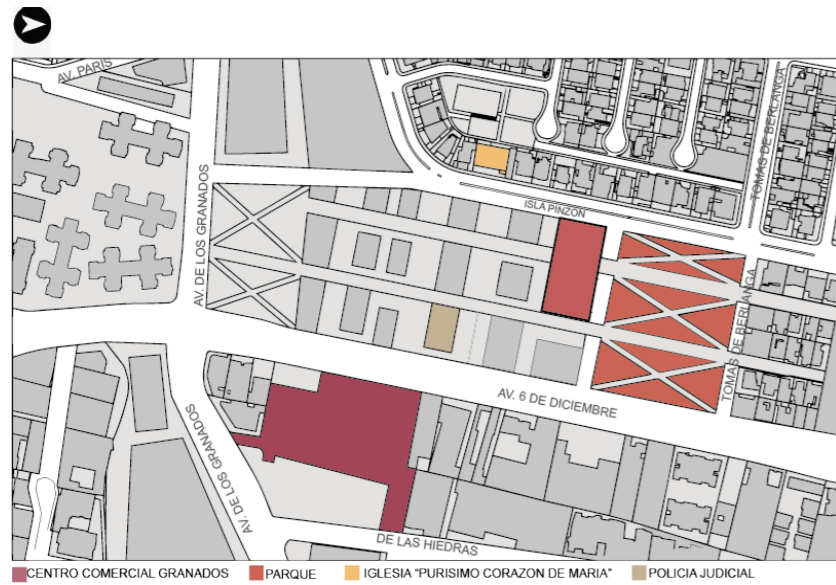 AV. PARIS
AV. DE LOS GRANADOS
TOMAS DE BERLANGA
ISLA PINZON
TOMAS DE BERLANGA
AV. 6 DE DICIEMBRE
AV. DE LOS GRANADOS
DE LAS HIEDRAS
CENTRO COMERCIAL GRANADOS
PARQUE
IGLESIA "PURISIMO CORAZON DE MARIA"
POLICIA JUDICIAL